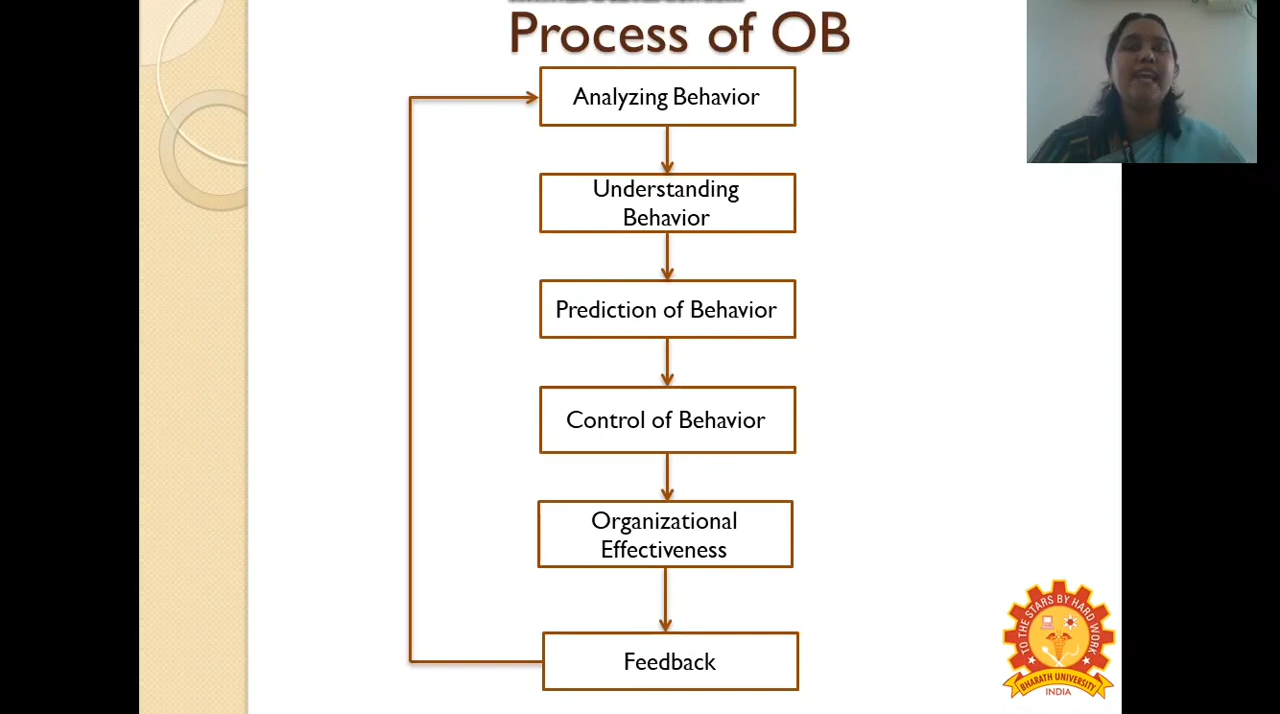 Process of OB
Analyzing Behavior
Understanding
Behavior
Prediction of Behavior
Control of Behavior
Organizational
Effectiveness
Feedback
TO THE STARS BY HARD WORK
BHARATH UNIVERSITY
INDIA